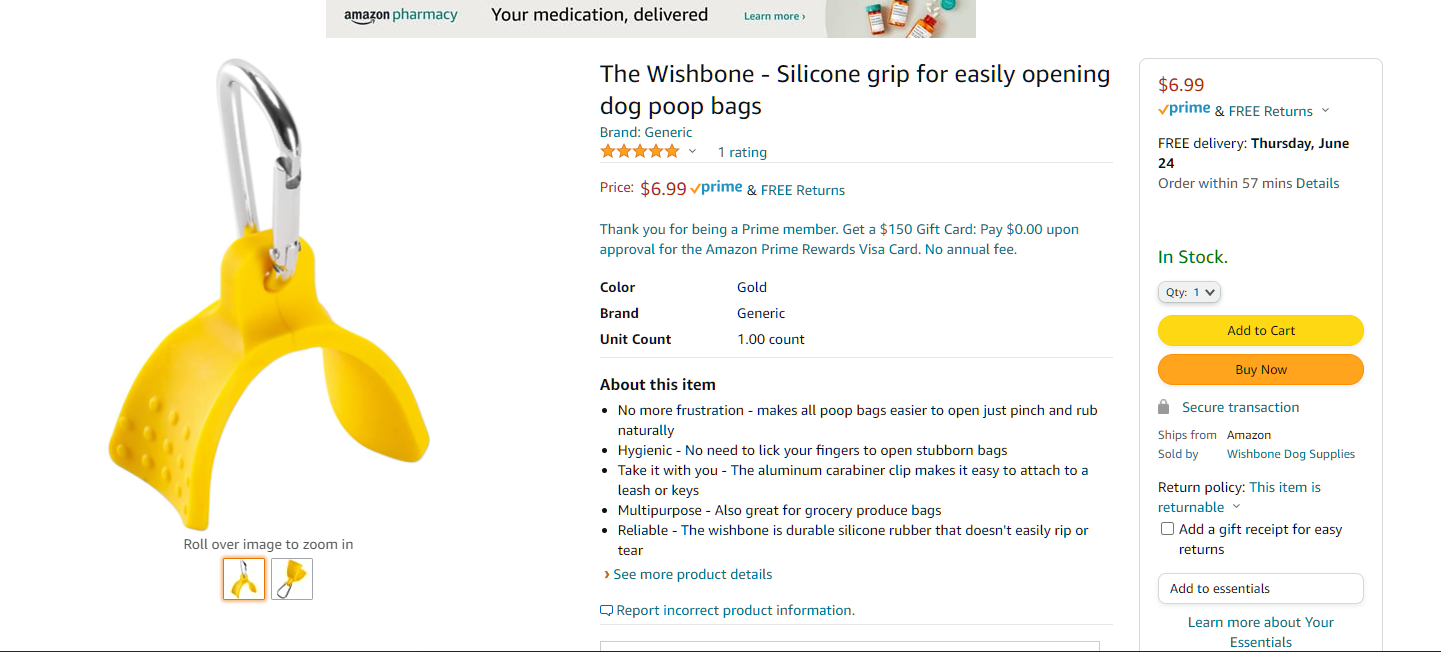 amazon pharmacy Your medication, delivered Learn more ›
The Wishbone - Silicone grip for easily opening
dog poop bags
Brand: Generic
1 rating
Price: $6.99 prime & FREE Returns
Thank you for being a Prime member. Get a $150 Gift Card: Pay $0.00 upon
approval for the Amazon Prime Rewards Visa Card. No annual fee.
Color Gold
Brand Generic
Unit Count 1.00 count
About this item
• No more frustration - makes all poop bags easier to open just pinch and rub
naturally
• Hygienic - No need to lick your fingers to open stubborn bags
• Take it with you - The aluminum carabiner clip makes it easy to attach to a
leash or keys
• Multipurpose - Also great for grocery produce bags
• Reliable - The wishbone is durable silicone rubber that doesn't easily rip or
tear
› See more product details
Report incorrect product information.
Roll over image to zoom in
$6.99
prime & FREE Returns
FREE delivery: Thursday, June
24
Order within 57 mins Details
In Stock.
Qty: 1
Add to Cart
Buy Now
Secure transaction
Ships from Amazon
Sold by Wishbone Dog Supplies
Return policy: This item is
returnable
Add a gift receipt for easy
returns
Add to essentials
Learn more about Your
Essentials